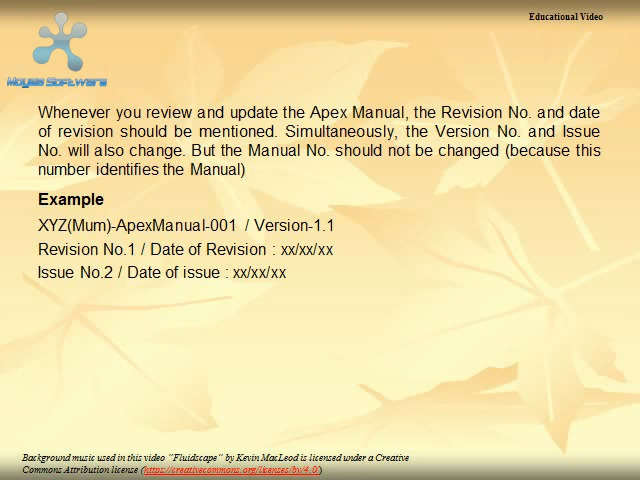 Educational Video
Moyea Software
Whenever you review and update the Apex Manual, the Revision No. and date
of revision should be mentioned. Simultaneously, the Version No. and Issue
No. will also change. But the Manual No. should not be changed (because this
number identifies the Manual)
Example
XYZ(Mum)-ApexManual-001 / Version-1.1
Revision No.1 / Date of Revision : xx/xx/xx
Issue No.2 / Date of issue : xx/xx/xx
Background music used in this video "Fluidscape" by Kevin MacLeod is licensed under a Creative
Commons Attribution license (https://creativecommons.org/licenses/by/4.0/)